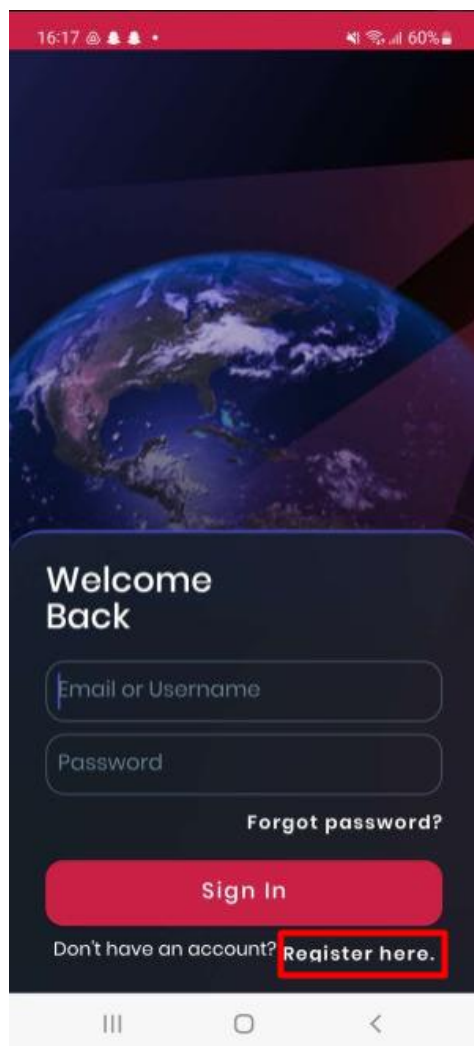 16:17
60%
Welcome
Back
Email or Username
Password
Forgot password?
Sign In
Don't have an account? Register here.